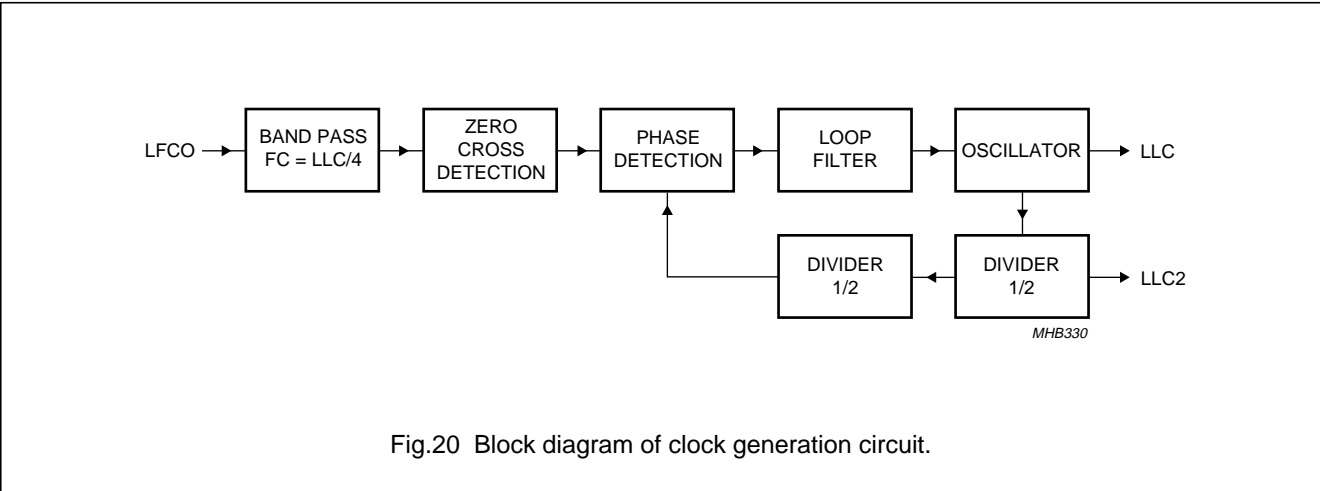 LFCO
BAND PASS
FC = LLC/4
ZERO
CROSS
DETECTION
PHASE
DETECTION
LOOP
FILTER
OSCILLATOR
LLC
DIVIDER
1/2
DIVIDER
1/2
LLC2
MHB330
Fig.20 Block diagram of clock generation circuit.